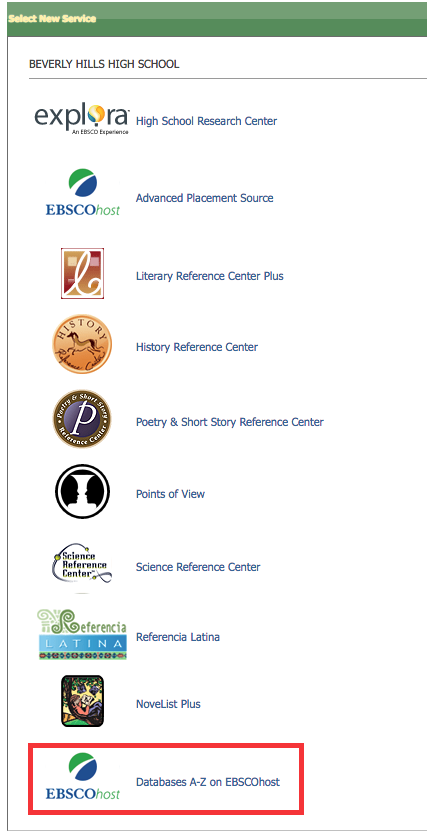 Select New Service
BEVERLY HILLS HIGH SCHOOL
explora
An EBSCO Experience
High School Research Center
EBSCOhost
Advanced Placement Source
Literary Reference Center Plus
HISTORY
Reference Center
History Reference Center
Poetry & Short Story
P
Reference Center
Poetry & Short Story Reference Center
Points of View
Science
Reference
Center
Science Reference Center
Referencia
LATINA
Referencia Latina
NoveList Plus
EBSCOhost
Databases A-Z on EBSCOhost